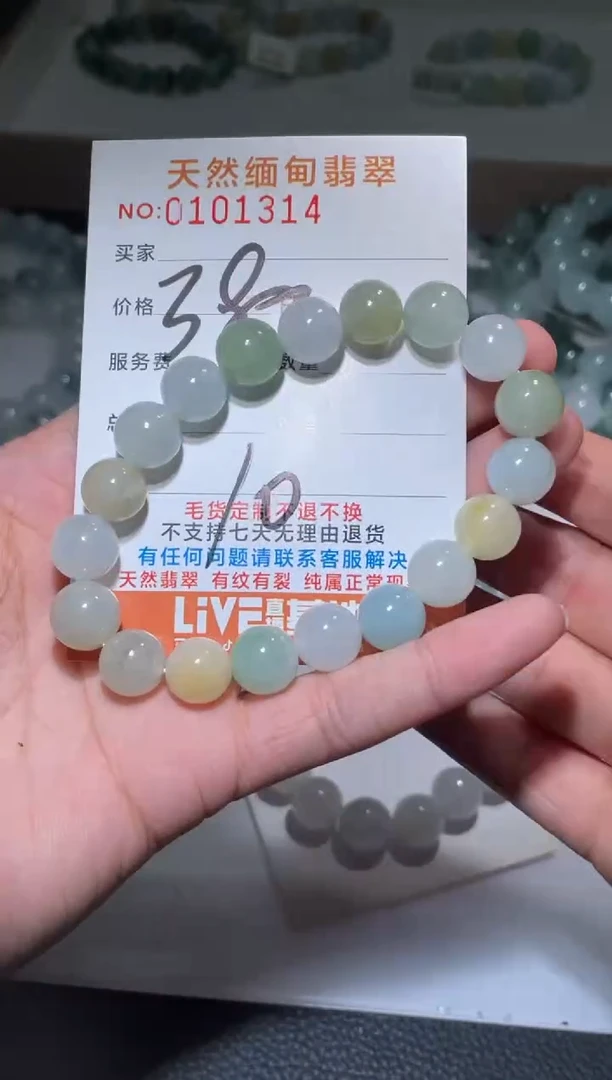 天然缅甸翡翠
NO:0101314
买家
价格 38
服务费 数量
总
10
毛货定制不退不换
不支持七天无理由退货
有任何问题请联系客服解决
天然翡翠 有纹有裂 纯属正常现
LiVE